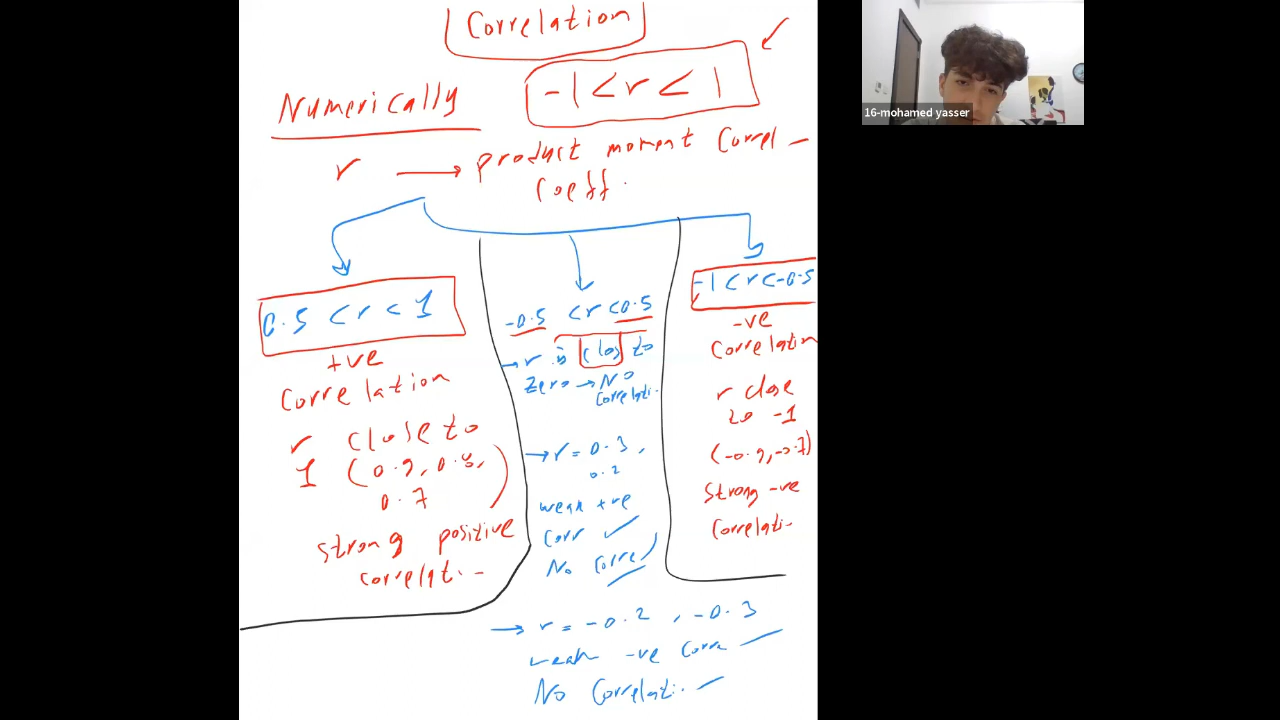 Correlation
-1 < r < 1
Numerically
r → product moment Correl -
Coeff.
0.5 < r < 1
+ve
Correlation
r close to
1 (0.9, 0.8,
0.7)
strong positive
correlati -
-0.5 < r < 0.5
→ r is close to
Zero → No
Correlati.
→ r = 0.3,
0.2
weak +ve
Corr ✓
No Corre
→ r = -0.2, -0.3
weak -ve Corre
No Correlati.
-1 < r < -0.5
-ve
Correlation
r close
to -1
(-0.9, -0.7)
Strong -ve
Correlati-
16-mohamed yasser